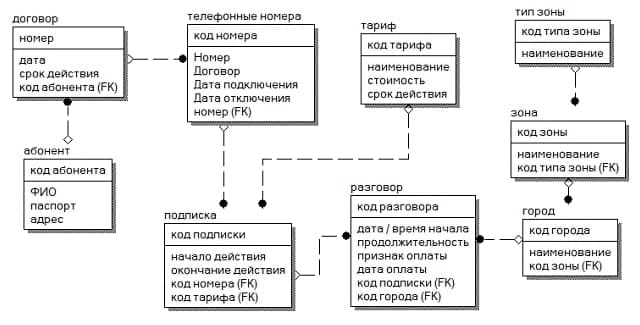 договор
номер
дата
срок действия
код абонента (FK)
телефонные номера
код номера
Номер
Договор
Дата подключения
Дата отключения
номер (FK)
тариф
код тарифа
наименование
стоимость
срок действия
тип зоны
код типа зоны
наименование
зона
код зоны
наименование
код типа зоны (FK)
абонент
код абонента
ФИО
паспорт
адрес
подписка
код подписки
начало действия
окончание действия
код номера (FK)
код тарифа (FK)
разговор
код разговора
дата / время начала
продолжительность
признак оплаты
дата оплаты
код подписки (FK)
код города (FK)
город
код города
наименование
код зоны (FK)